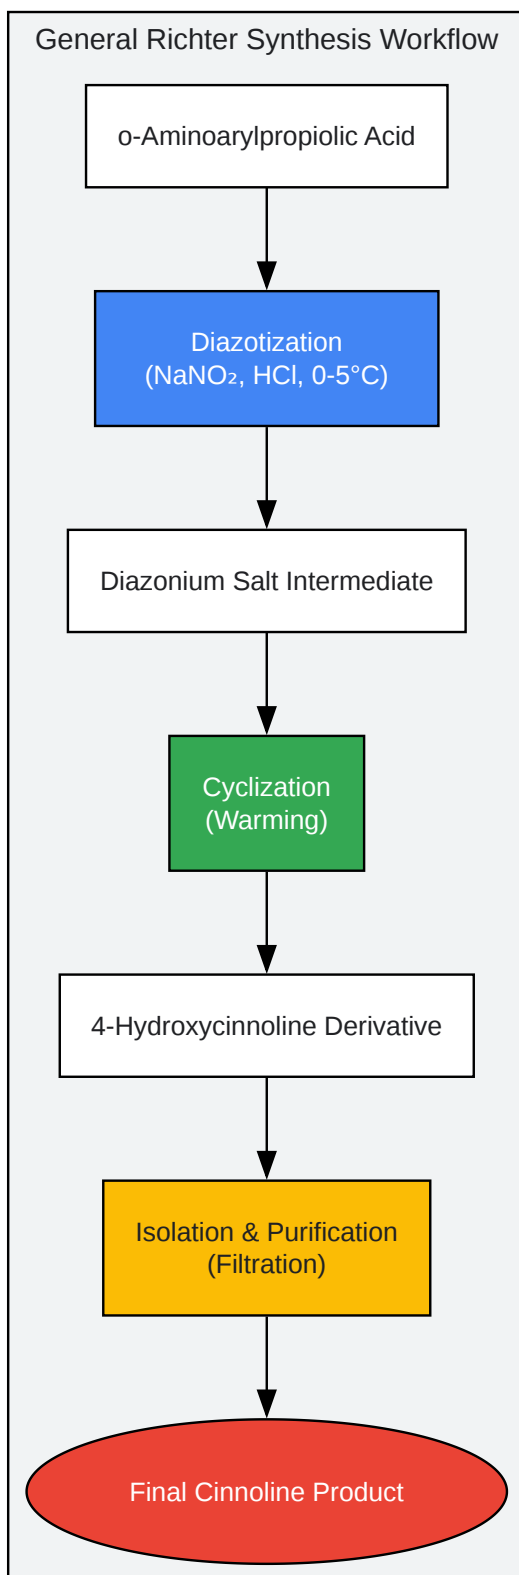 General Richter Synthesis Workflow
o-Aminoarylpropiolic Acid
Diazotization
(NaNO₂, HCl, 0-5°C)
Diazonium Salt Intermediate
Cyclization
(Warming)
4-Hydroxycinnoline Derivative
Isolation & Purification
(Filtration)
Final Cinnoline Product